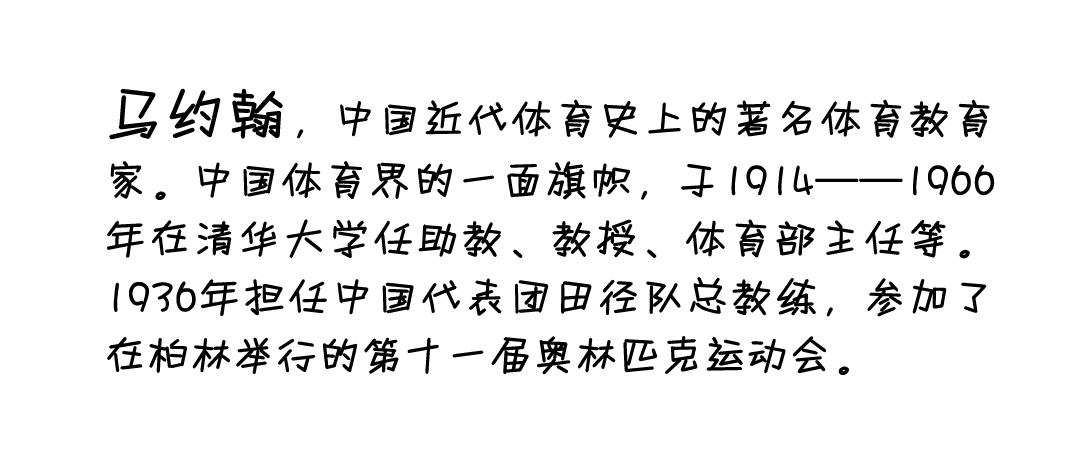 马约翰，中国近代体育史上的著名体育教育
家。中国体育界的一面旗帜，于1914——1966
年在清华大学任助教、教授、体育部主任等。
1936年担任中国代表团田径队总教练，参加了
在柏林举行的第十一届奥林匹克运动会。